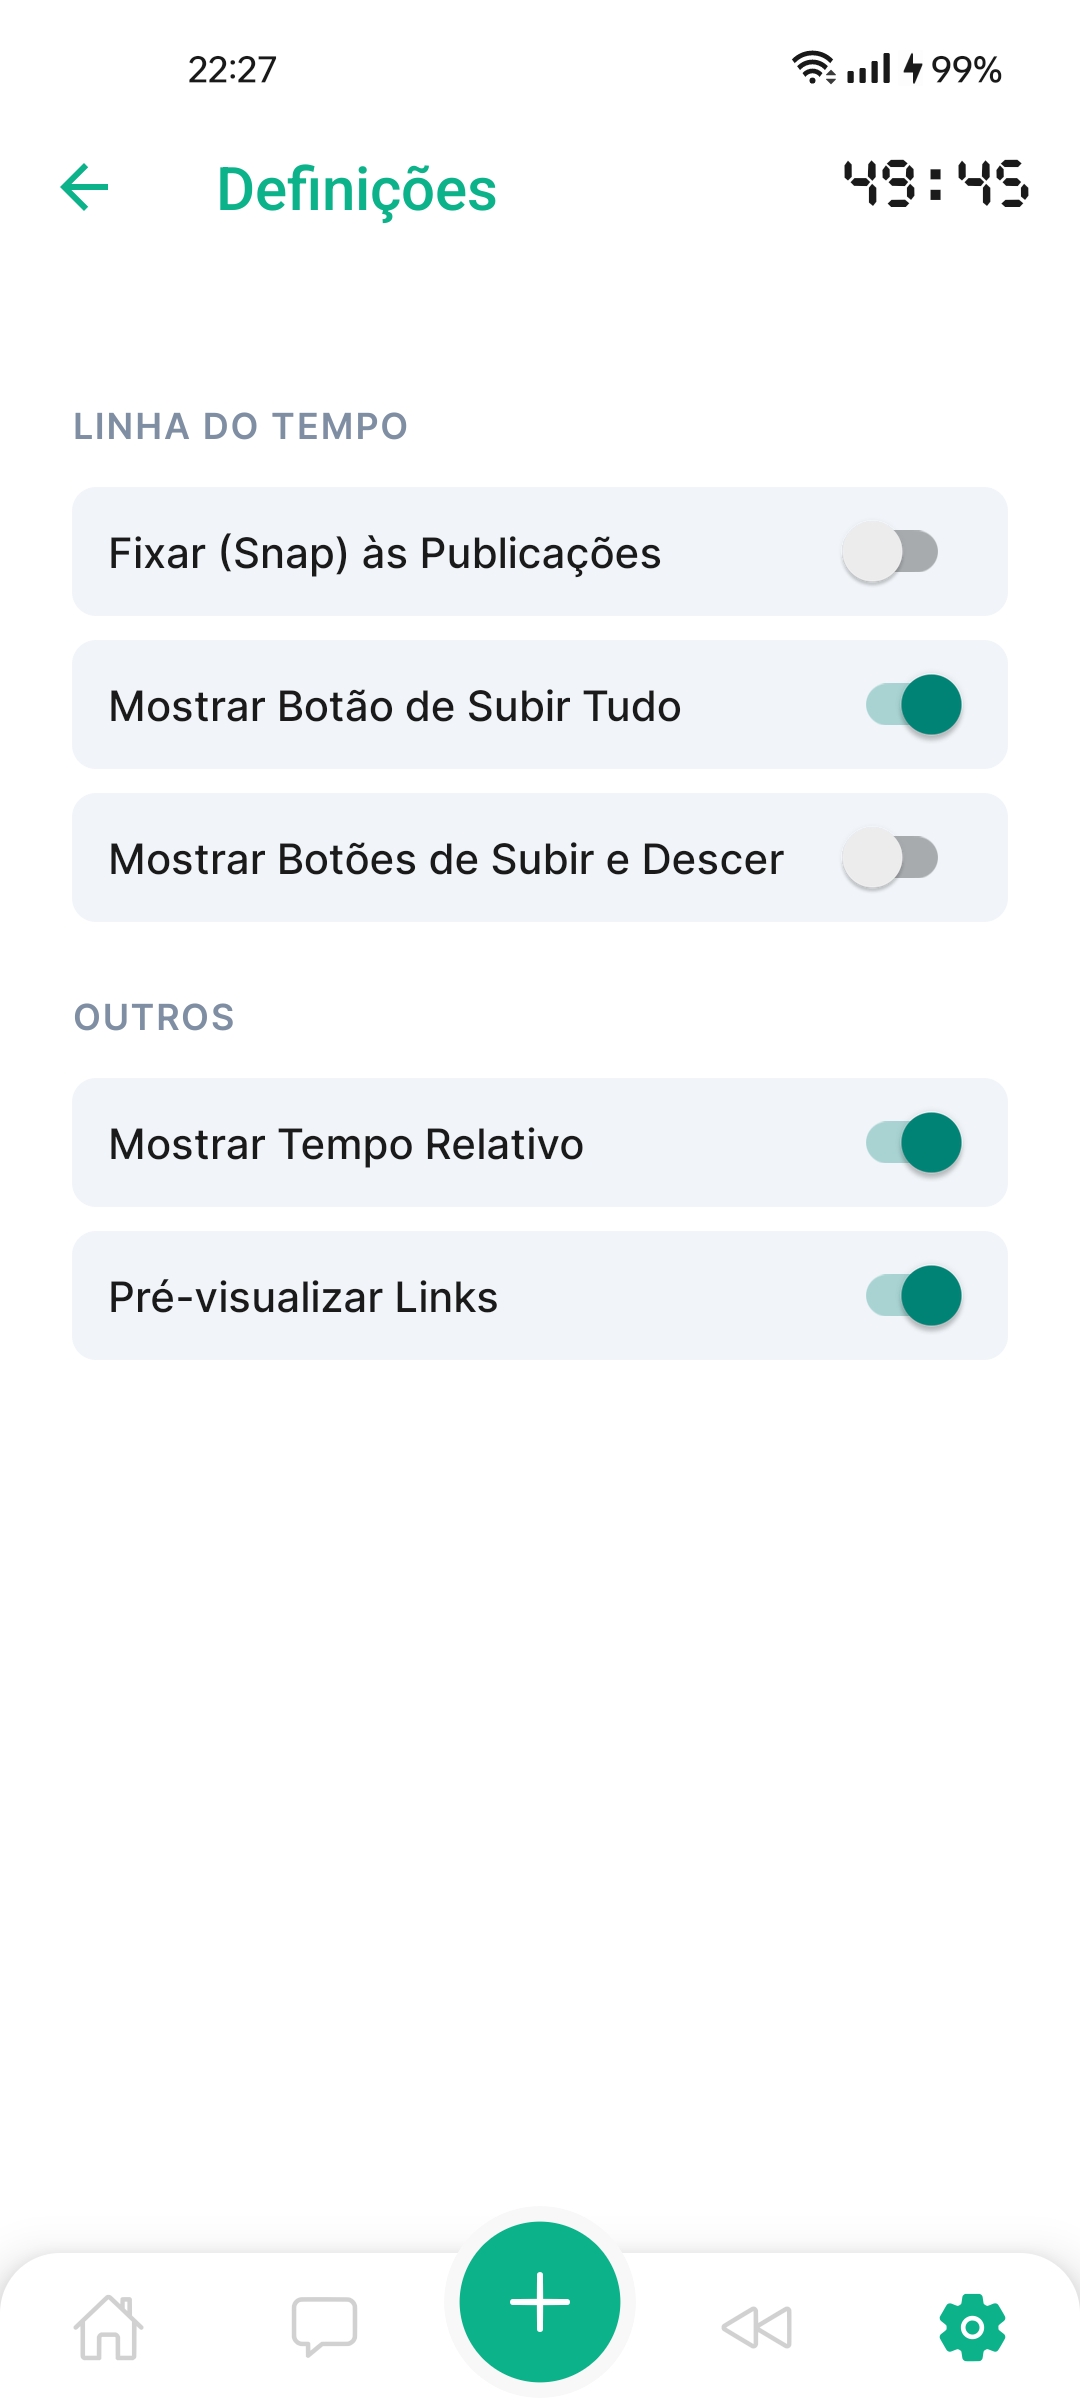 22:27
99%
Definições
49:45
LINHA DO TEMPO
Fixar (Snap) às Publicações
Mostrar Botão de Subir Tudo
Mostrar Botões de Subir e Descer
OUTROS
Mostrar Tempo Relativo
Pré-visualizar Links